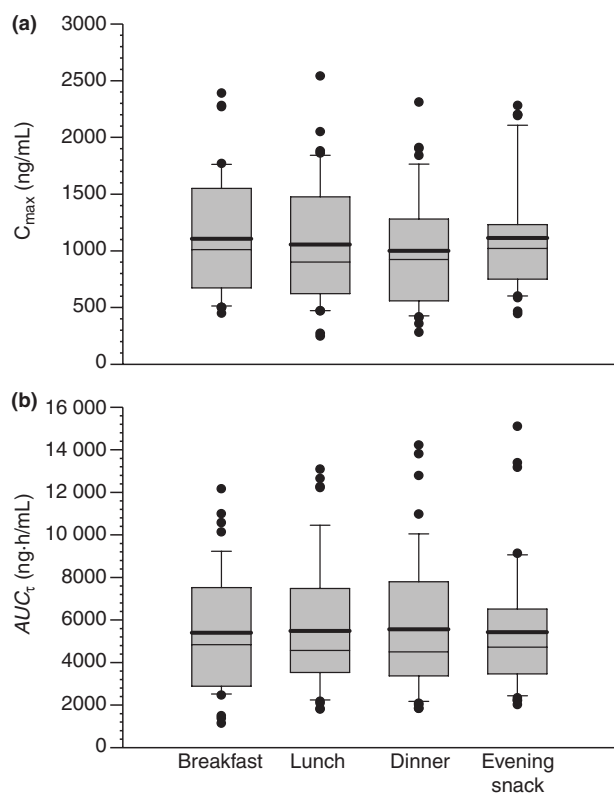 (a)
3000
2500
2000
1500
1000
500
0
Cmax (ng/mL)
(b)
16 000
14 000
12 000
10 000
8000
6000
4000
2000
0
AUCτ (ng·h/mL)
Breakfast Lunch Dinner Evening
snack